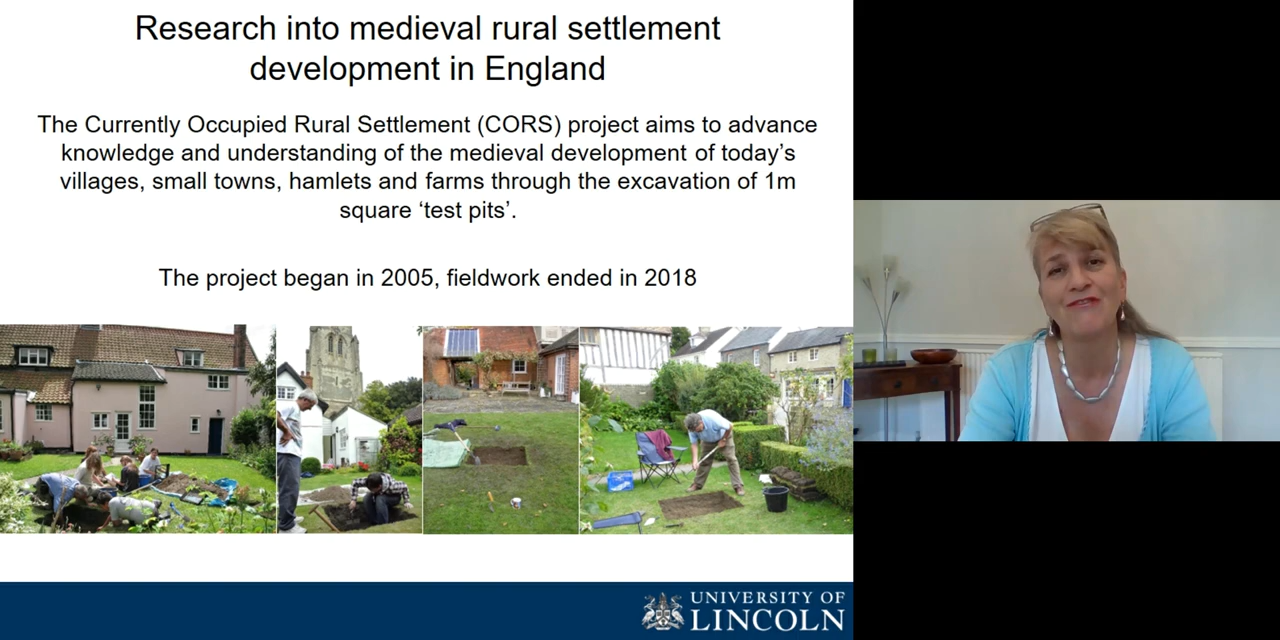 Research into medieval rural settlement
development in England
The Currently Occupied Rural Settlement (CORS) project aims to advance
knowledge and understanding of the medieval development of today’s
villages, small towns, hamlets and farms through the excavation of 1m
square ‘test pits’.
The project began in 2005, fieldwork ended in 2018
UNIVERSITY OF
LINCOLN